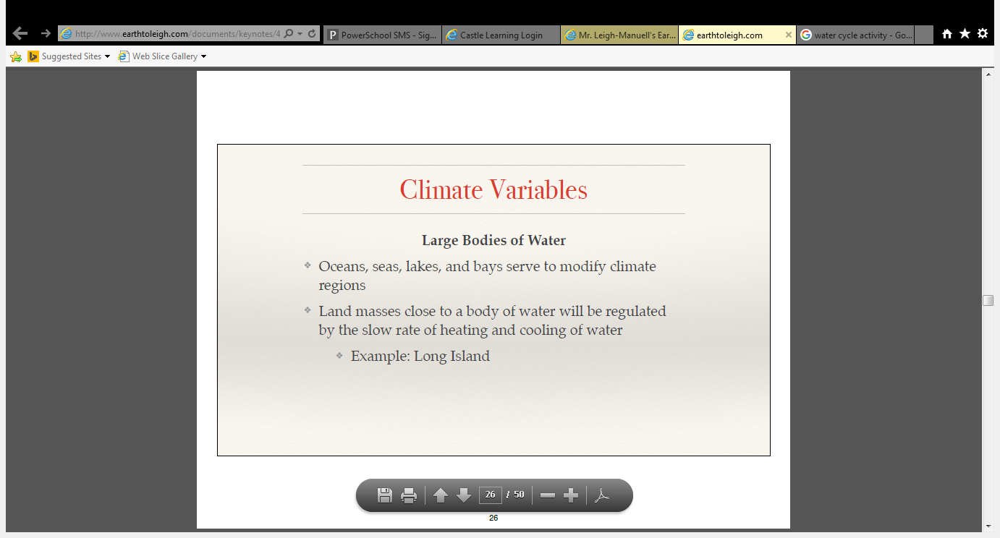 http://www.earthtoleigh.com/documents/keynotes/4
PowerSchool SMS - Sig...
Castle Learning Login
Mr. Leigh-Manuell's Ear...
earthtoleigh.com
water cycle activity - Go...
Suggested Sites
Web Slice Gallery
Climate Variables
Large Bodies of Water
Oceans, seas, lakes, and bays serve to modify climate
regions
Land masses close to a body of water will be regulated
by the slow rate of heating and cooling of water
Example: Long Island
26 / 50
26